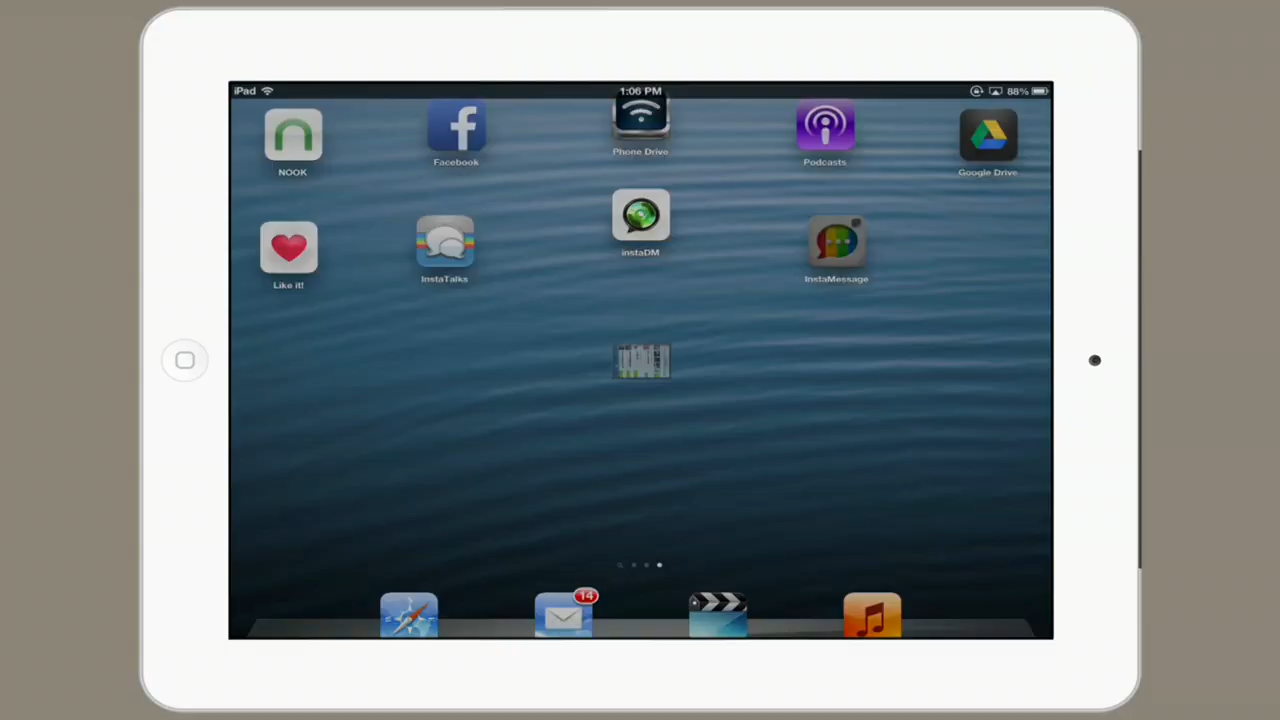 iPad 1:06 PM 88%
NOOK Facebook Phone Drive Podcasts Google Drive
Like it! InstaTalks instaDM InstaMessage
14